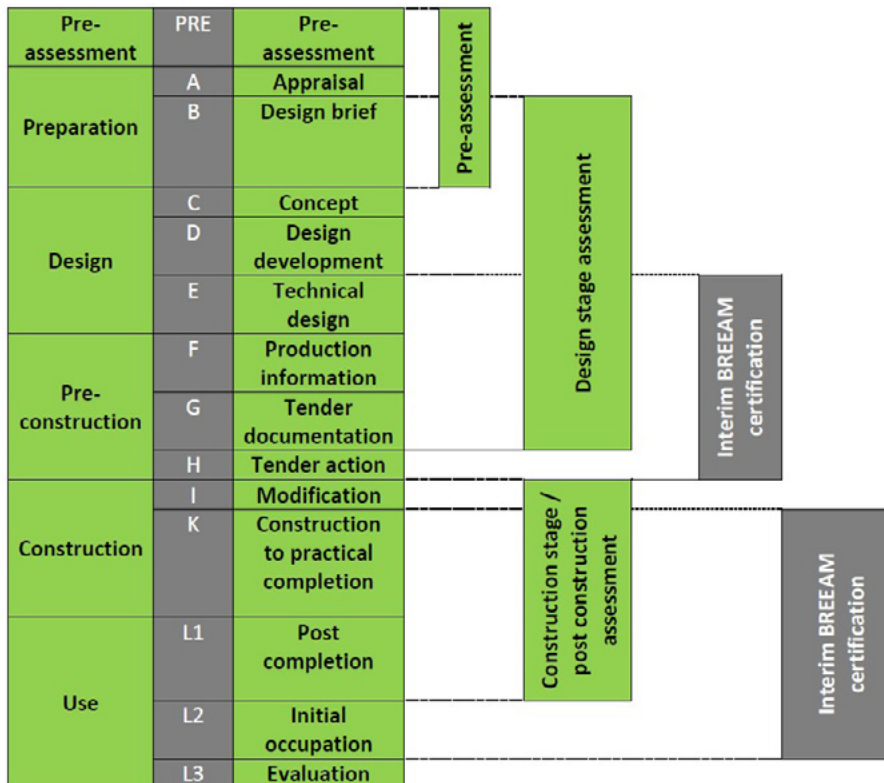 Pre-
assessment
PRE
Pre-
assessment
Preparation
A
Appraisal
B
Design brief
Design
C
Concept
D
Design
development
E
Technical
design
Pre-
construction
F
Production
information
G
Tender
documentation
H
Tender action
Construction
I
Modification
K
Construction
to practical
completion
Use
L1
Post
completion
L2
Initial
occupation
L3
Evaluation
Pre-assessment
Design stage assessment
Construction stage /
post construction
assessment
Interim BREEAM
certification
Interim BREEAM
certification